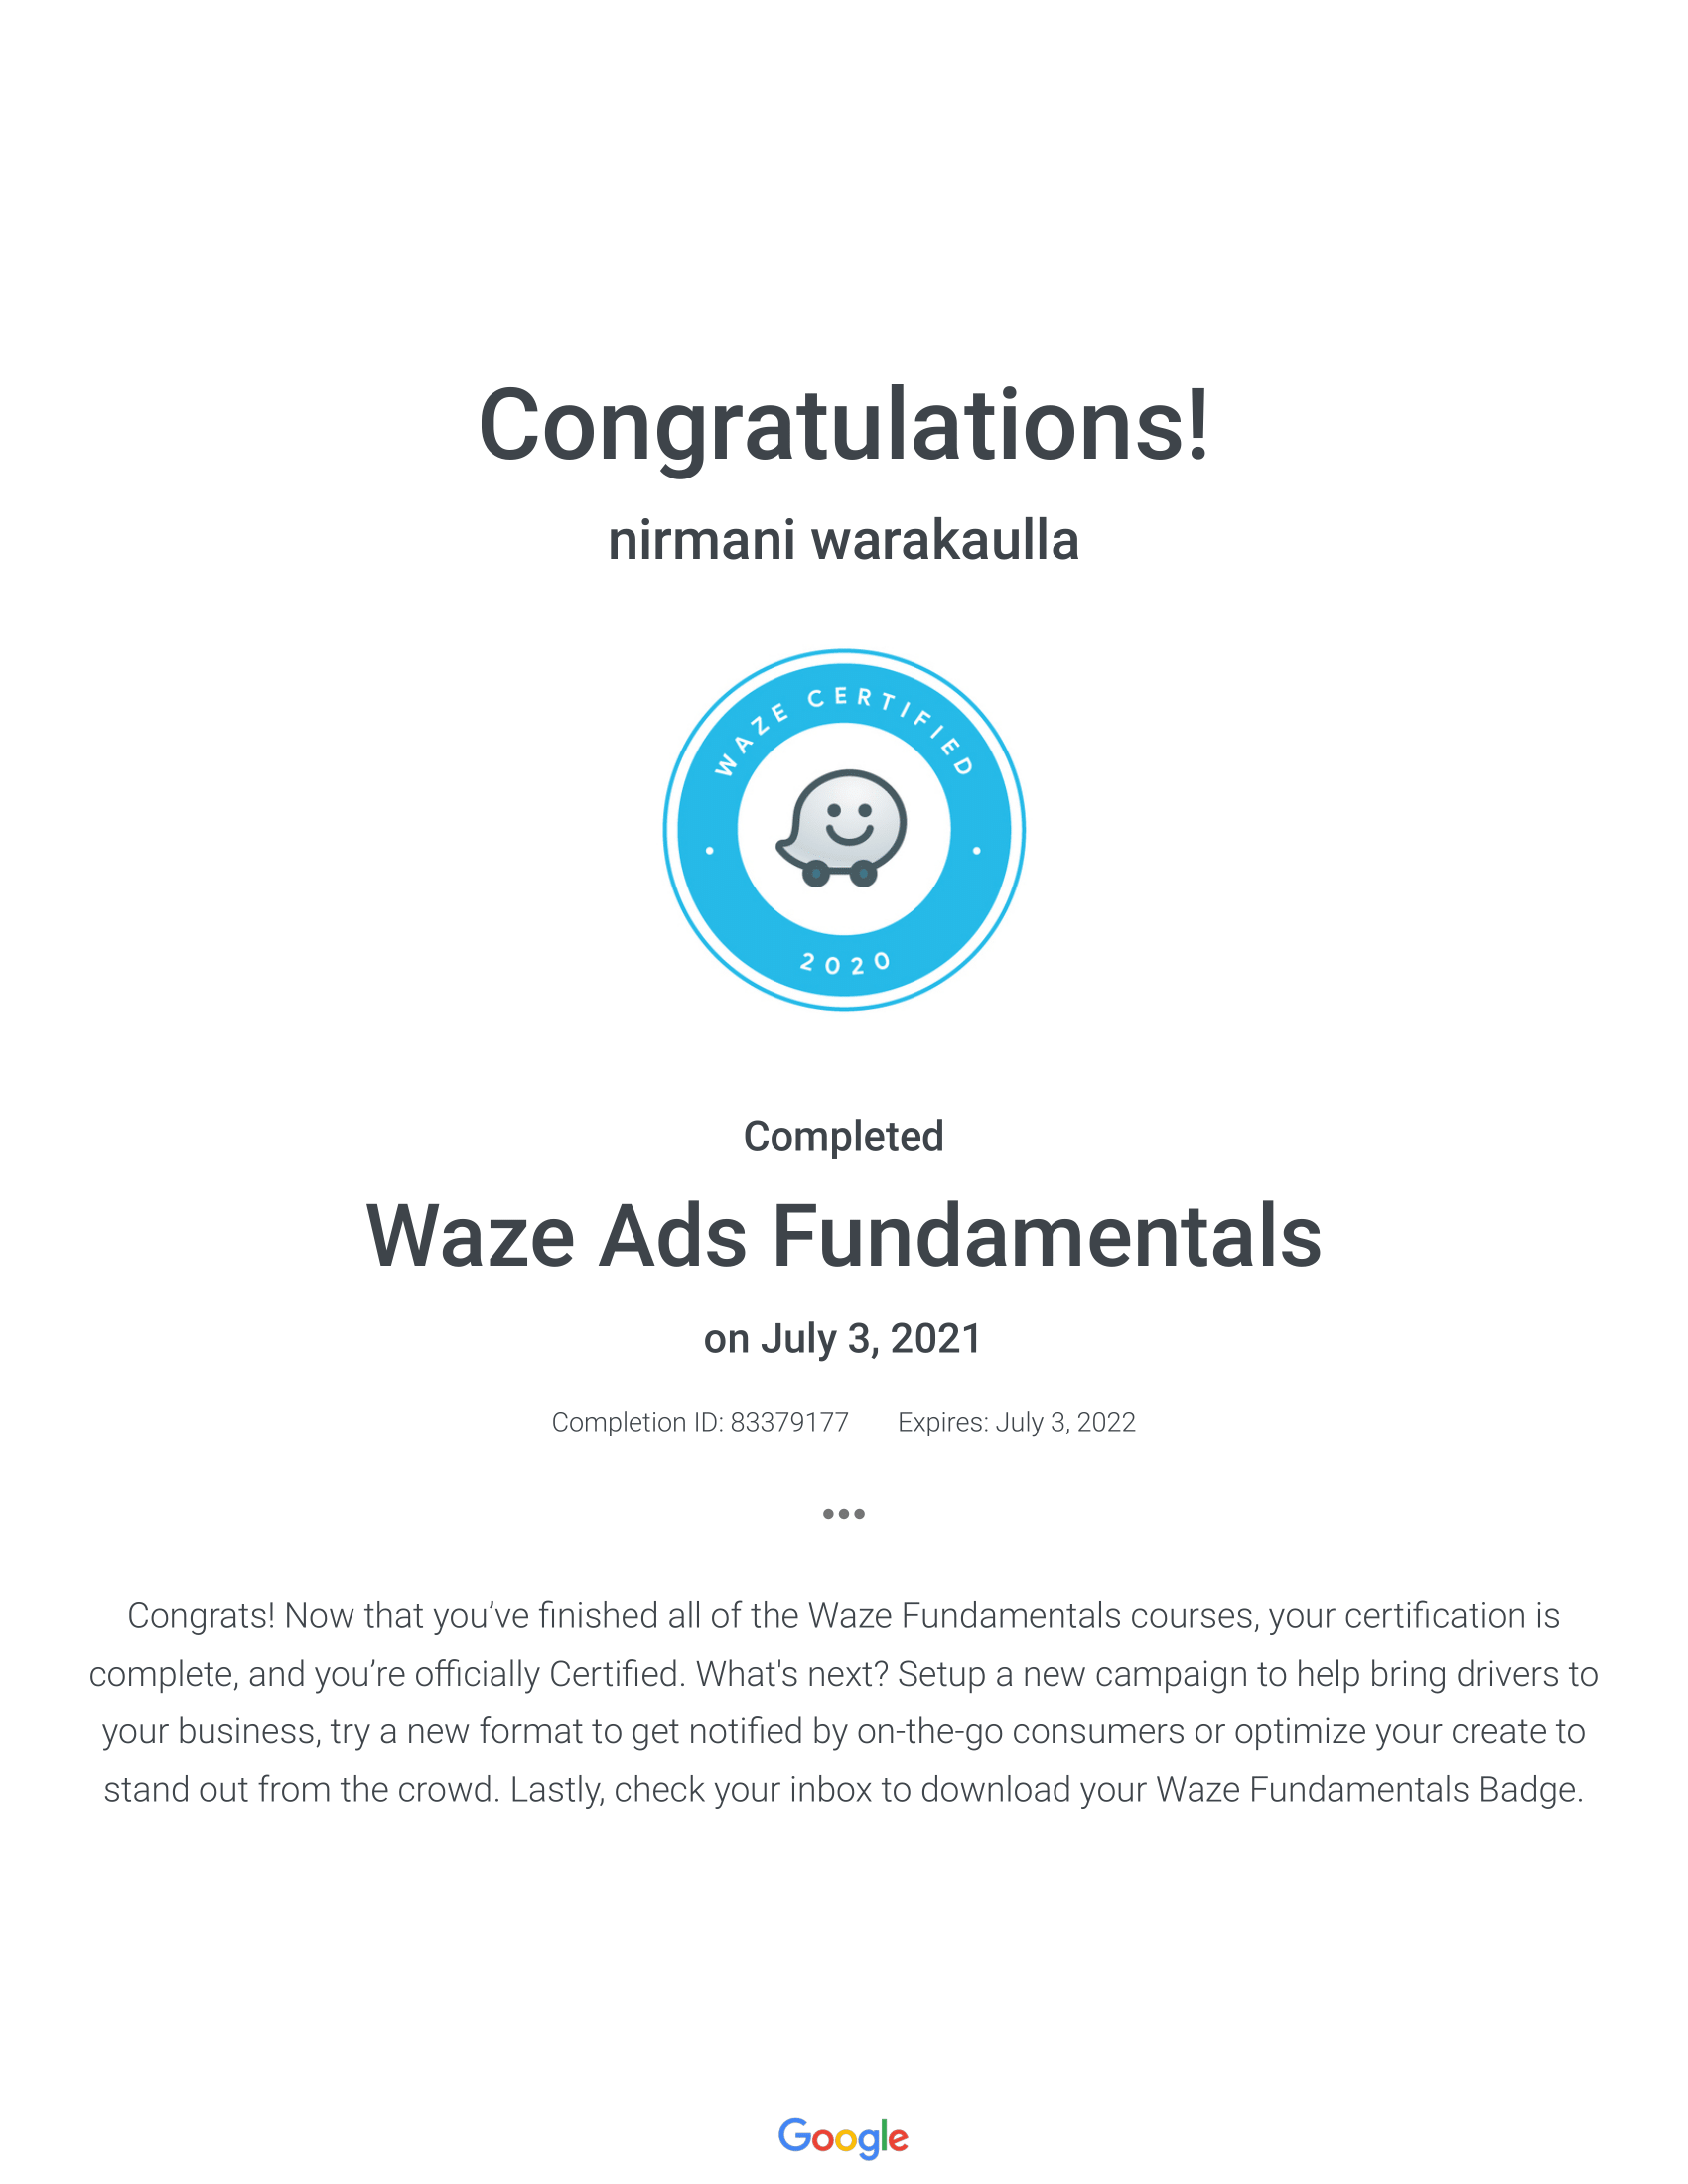 Congratulations!
nirmani warakaulla
WAZE CERTIFIED
2020
Completed
Waze Ads Fundamentals
on July 3, 2021
Completion ID: 83379177 Expires: July 3, 2022
Congrats! Now that you’ve finished all of the Waze Fundamentals courses, your certification is
complete, and you’re officially Certified. What's next? Setup a new campaign to help bring drivers to
your business, try a new format to get notified by on-the-go consumers or optimize your create to
stand out from the crowd. Lastly, check your inbox to download your Waze Fundamentals Badge.
Google